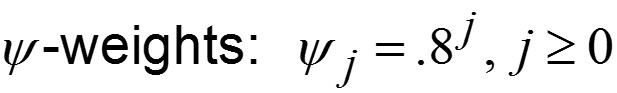 ψ-weights: ψ_j = .8^j, j ≥ 0